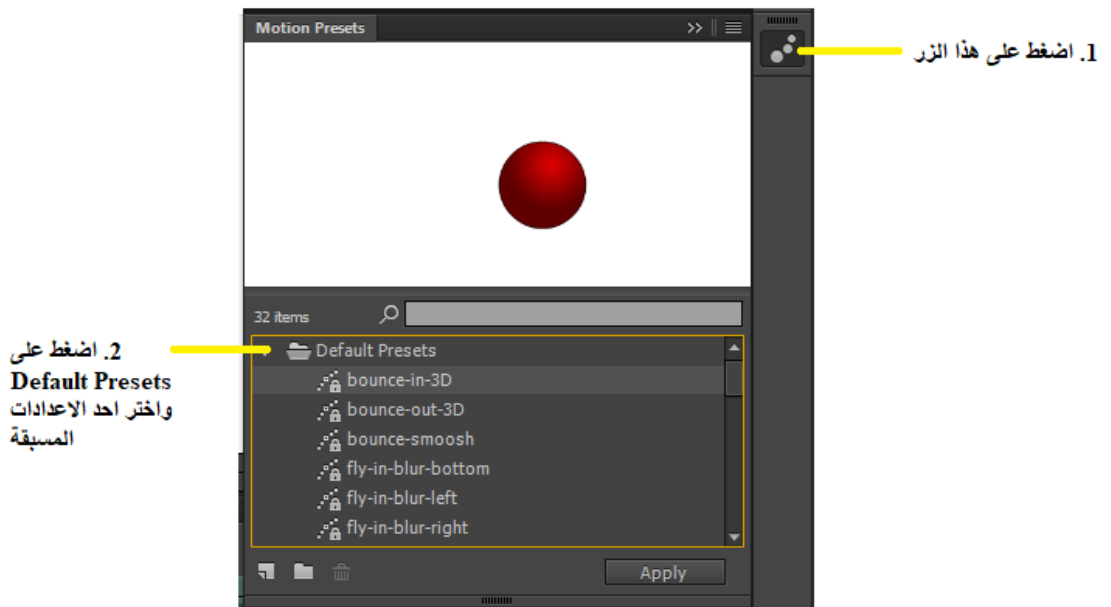 Motion Presets
1. اضغط على هذا الزر
32 items
Default Presets
bounce-in-3D
bounce-out-3D
bounce-smoosh
fly-in-blur-bottom
fly-in-blur-left
fly-in-blur-right
2. اضغط على
Default Presets
واختر احد الاعدادات
المسبقة
Apply